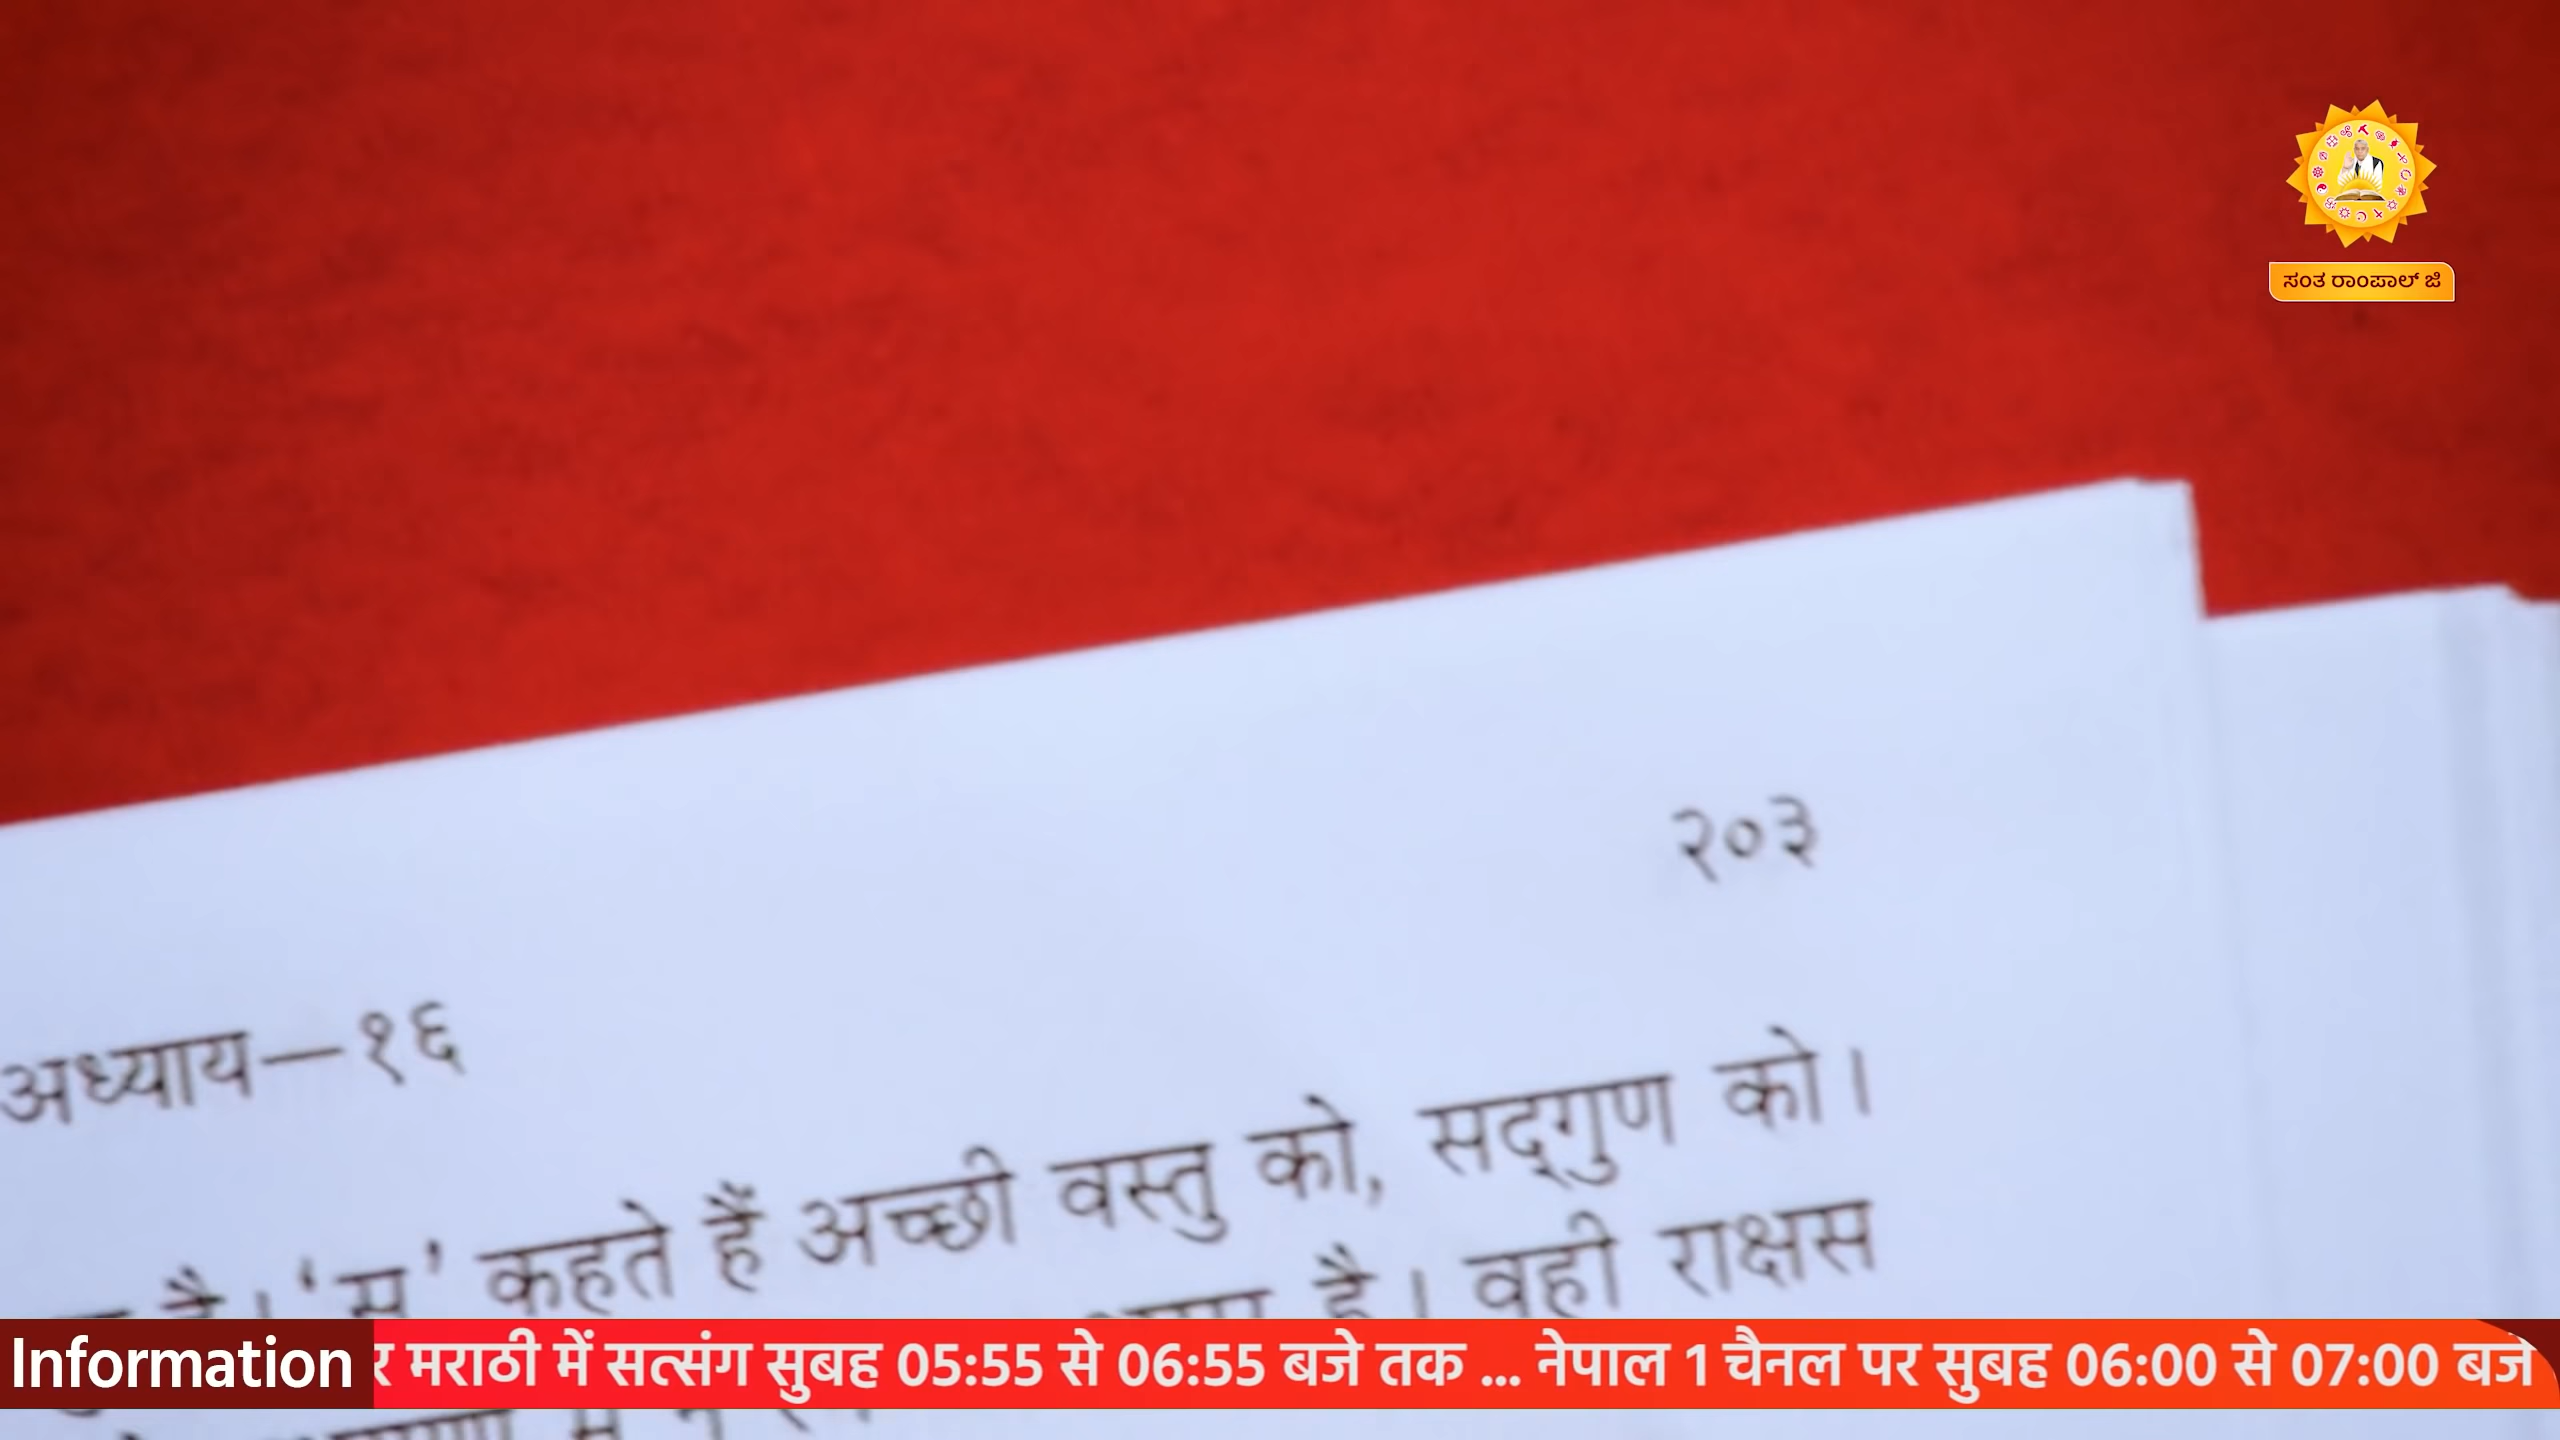 ಸಂತ ರಾಂಪಾಲ್ ಜಿ
२०३
अध्याय—१६
है। ‘सु’ कहते हैं अच्छी वस्तु को, सद्‌गुण को।
है। वही राक्षस
Information
र मराठी में सत्संग सुबह 05:55 से 06:55 बजे तक ... नेपाल 1 चैनल पर सुबह 06:00 से 07:00 बजे